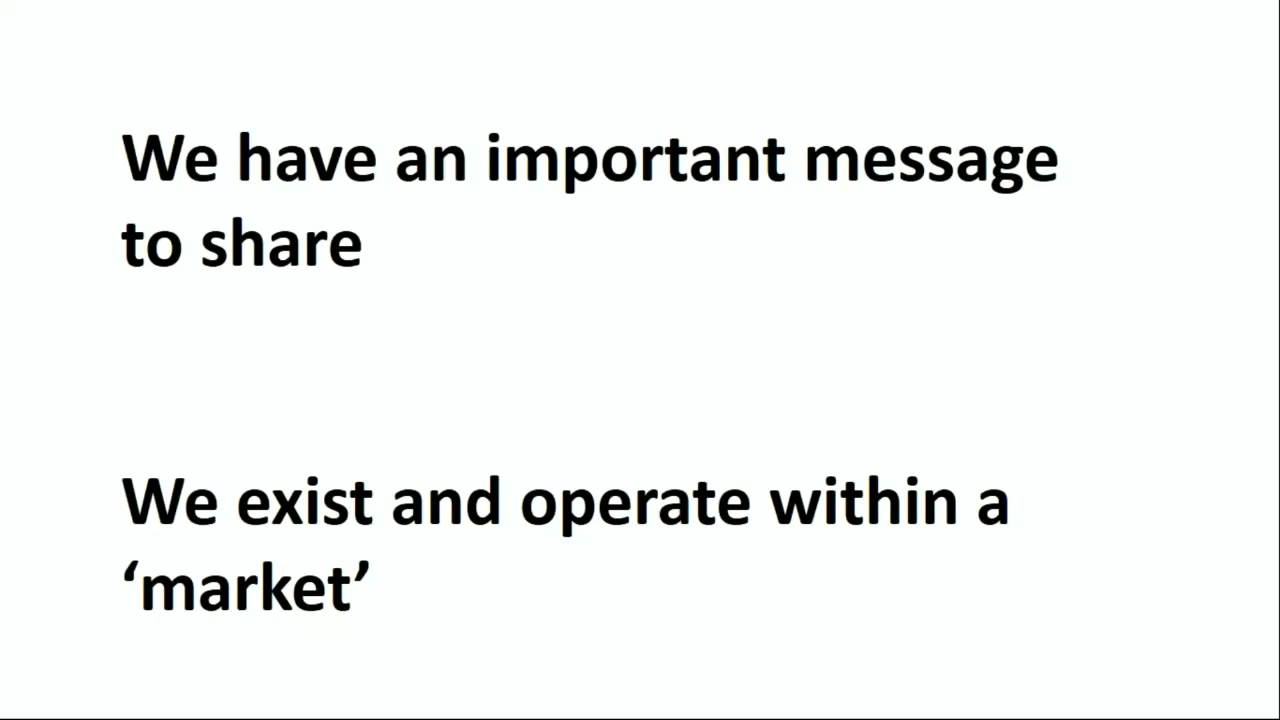 We have an important message
to share
We exist and operate within a
‘market’